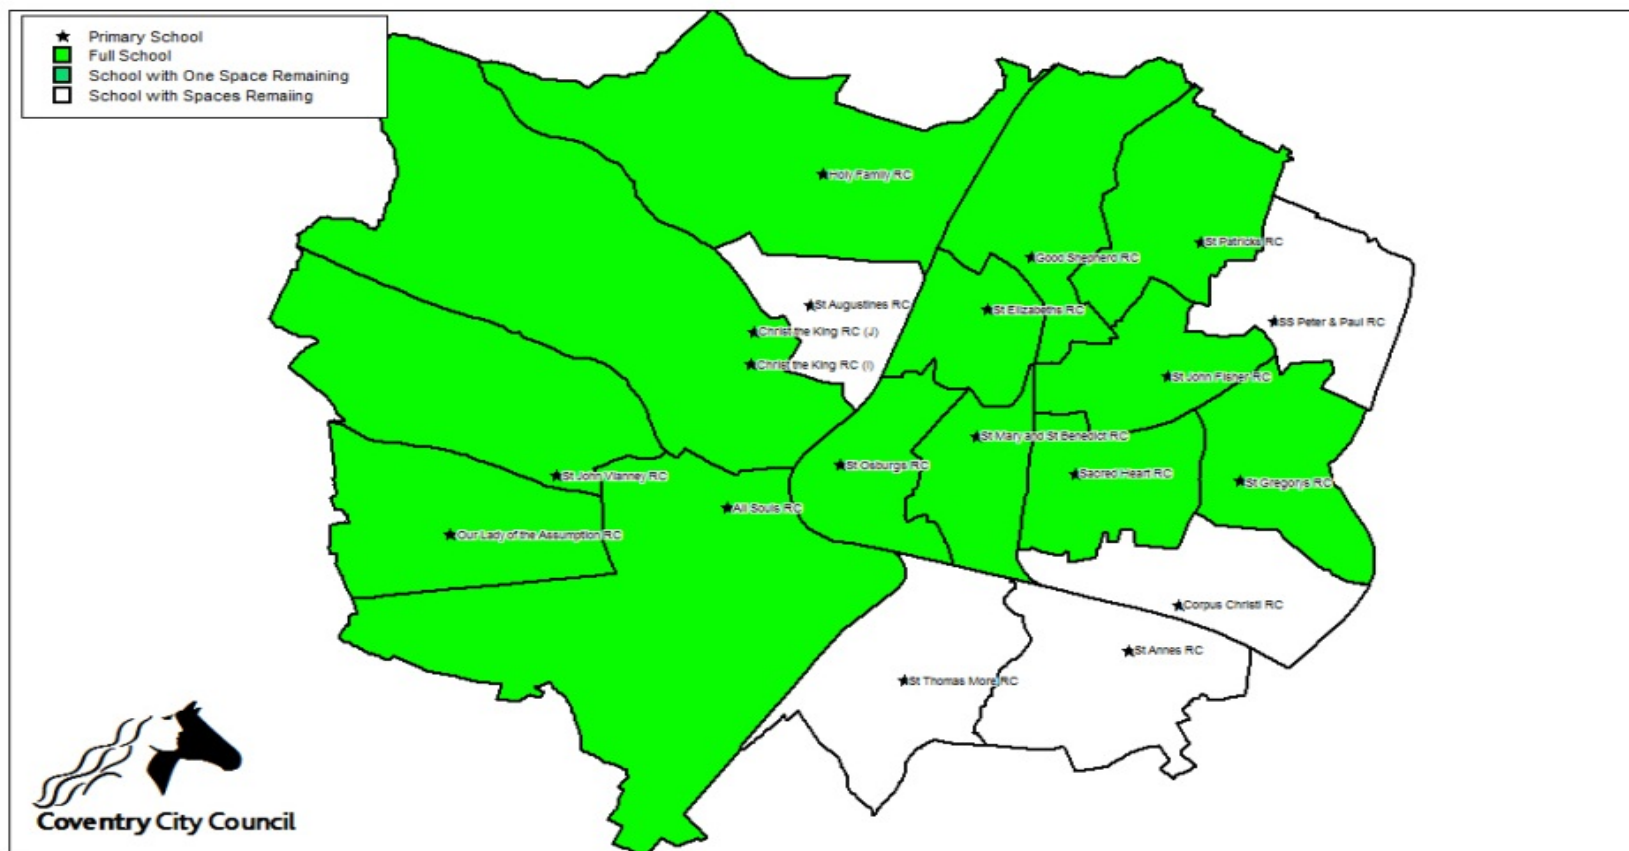 Primary School
Full School
School with One Space Remaining
School with Spaces Remaiing
Holy Family RC
St Patricks RC
Good Shepherd RC
St Augustines RC
St Elizabeths RC
SS Peter & Paul RC
Christ the King RC (J)
Christ the King RC (I)
St John Fisher RC
St Mary and St Benedict RC
St Osburgs RC
Sacred Heart RC
St John Vianney RC
St Gregorys RC
All Souls RC
Our Lady of the Assumption RC
Corpus Christi RC
St Annes RC
St Thomas More RC
Coventry City Council